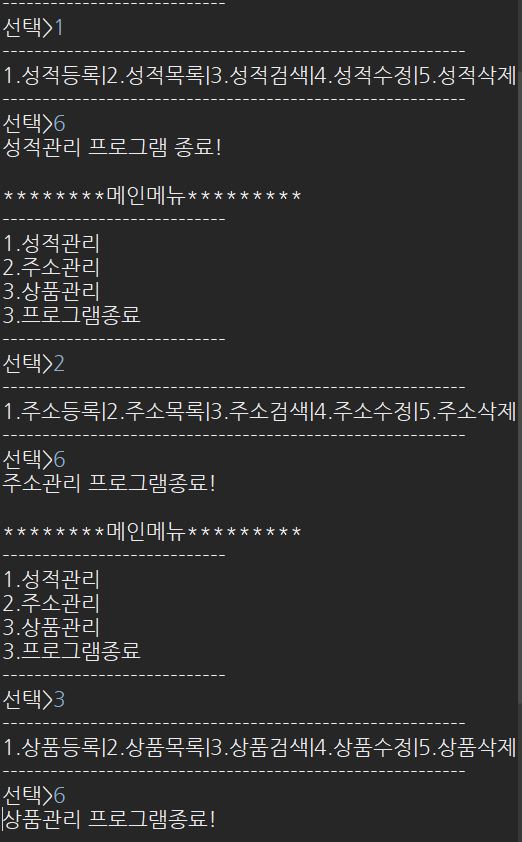 ----------------------------
선택>1
----------------------------------------------------------
1.성적등록|2.성적목록|3.성적검색|4.성적수정|5.성적삭제
----------------------------------------------------------
선택>6
성적관리 프로그램 종료!
********메인메뉴*********
----------------------------
1.성적관리
2.주소관리
3.상품관리
3.프로그램종료
----------------------------
선택>2
----------------------------------------------------------
1.주소등록|2.주소목록|3.주소검색|4.주소수정|5.주소삭제
----------------------------------------------------------
선택>6
주소관리 프로그램종료!
********메인메뉴*********
----------------------------
1.성적관리
2.주소관리
3.상품관리
3.프로그램종료
----------------------------
선택>3
----------------------------------------------------------
1.상품등록|2.상품목록|3.상품검색|4.상품수정|5.상품삭제
----------------------------------------------------------
선택>6
상품관리 프로그램종료!